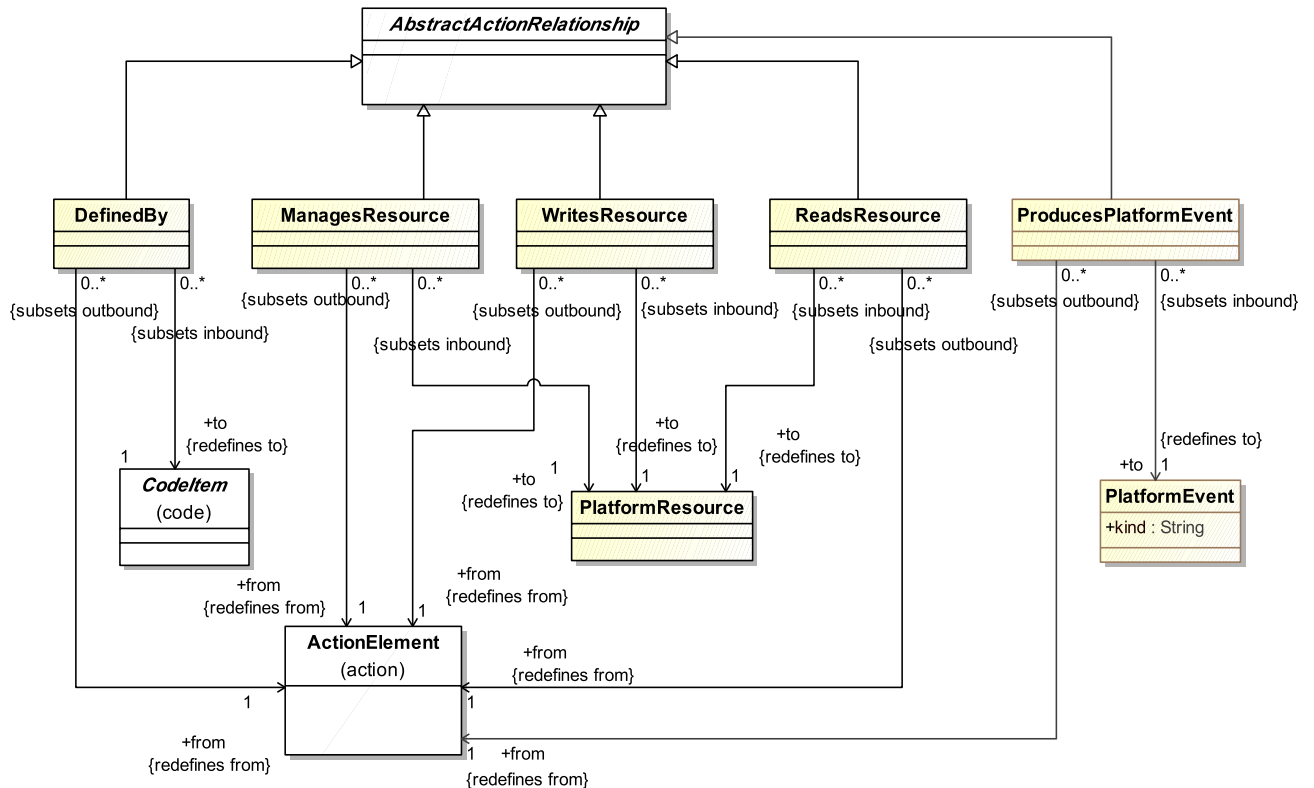 AbstractActionRelationship
DefinedBy
ManagesResource
WritesResource
ReadsResource
ProducesPlatformEvent
0..*
0..*
0..*
0..*
0..*
0..*
0..*
0..*
0..*
0..*
{subsets outbound}
{subsets inbound}
{subsets outbound}
{subsets inbound}
{subsets outbound}
{subsets inbound}
{subsets inbound}
{subsets outbound}
{subsets outbound}
{subsets inbound}
+to
{redefines to}
1
CodeItem
(code)
+to
{redefines to}
1
+to
{redefines to}
1
+to
{redefines to}
1
PlatformResource
{redefines to}
+to
1
PlatformEvent
+kind : String
+from
{redefines from}
1
+from
{redefines from}
1
ActionElement
(action)
+from
{redefines from}
1
1
+from
{redefines from}
1
+from
{redefines from}